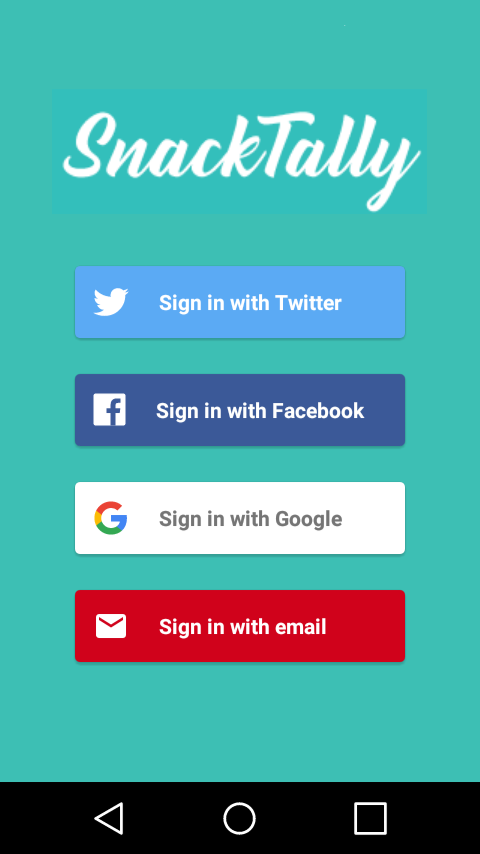 SnackTally
Sign in with Twitter
Sign in with Facebook
Sign in with Google
Sign in with email